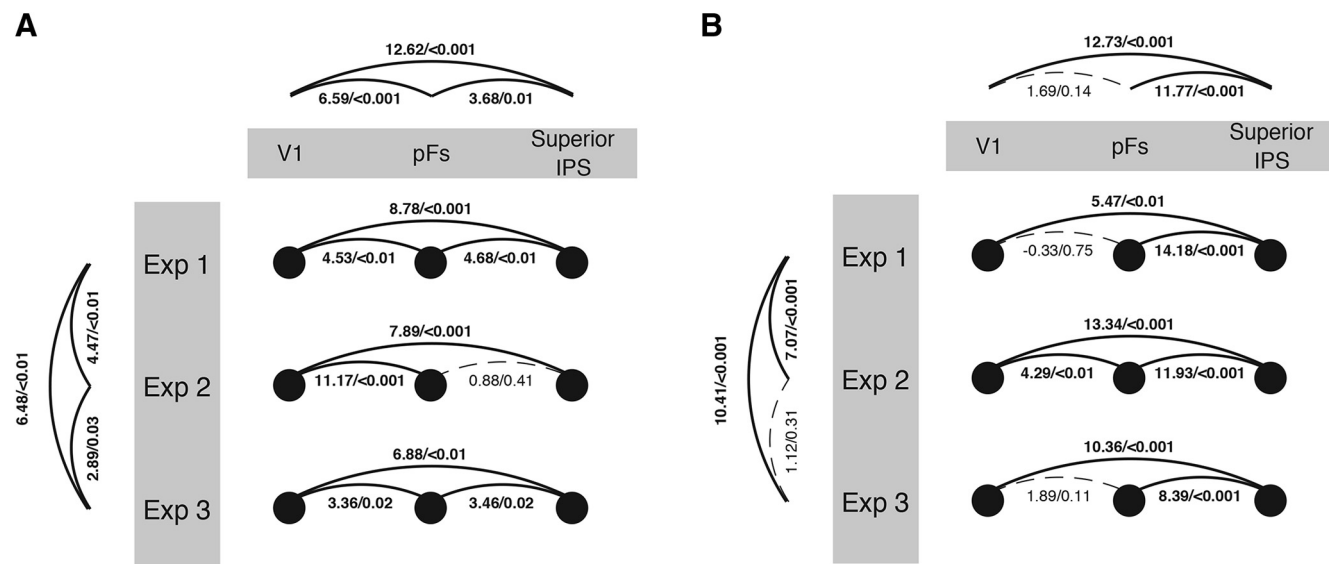 A
12.62/<0.001
6.59/<0.001
3.68/0.01
V1
pFs
Superior
IPS
6.48/<0.01
4.47/<0.01
2.89/0.03
Exp 1
8.78/<0.001
4.53/<0.01
4.68/<0.01
Exp 2
7.89/<0.001
11.17/<0.001
0.88/0.41
Exp 3
6.88/<0.01
3.36/0.02
3.46/0.02
B
12.73/<0.001
1.69/0.14
11.77/<0.001
V1
pFs
Superior
IPS
10.41/<0.001
7.07/<0.001
1.12/0.31
Exp 1
5.47/<0.01
-0.33/0.75
14.18/<0.001
Exp 2
13.34/<0.001
4.29/<0.01
11.93/<0.001
Exp 3
10.36/<0.001
1.89/0.11
8.39/<0.001